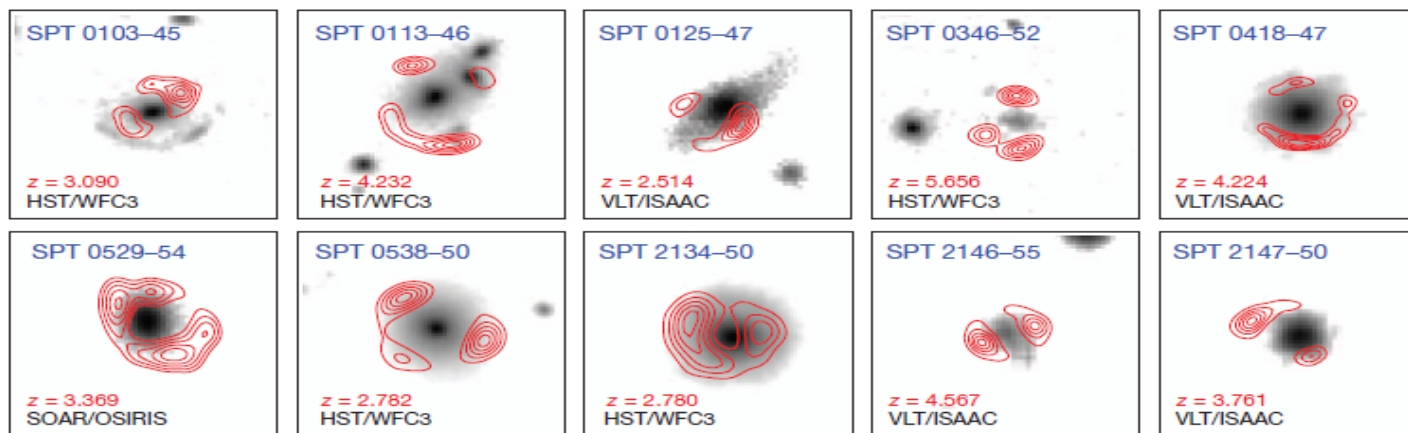 SPT 0103–45
z = 3.090
HST/WFC3
SPT 0113–46
z = 4.232
HST/WFC3
SPT 0125–47
z = 2.514
VLT/ISAAC
SPT 0346–52
z = 5.656
HST/WFC3
SPT 0418–47
z = 4.224
VLT/ISAAC
SPT 0529–54
z = 3.369
SOAR/OSIRIS
SPT 0538–50
z = 2.782
HST/WFC3
SPT 2134–50
z = 2.780
HST/WFC3
SPT 2146–55
z = 4.567
VLT/ISAAC
SPT 2147–50
z = 3.761
VLT/ISAAC